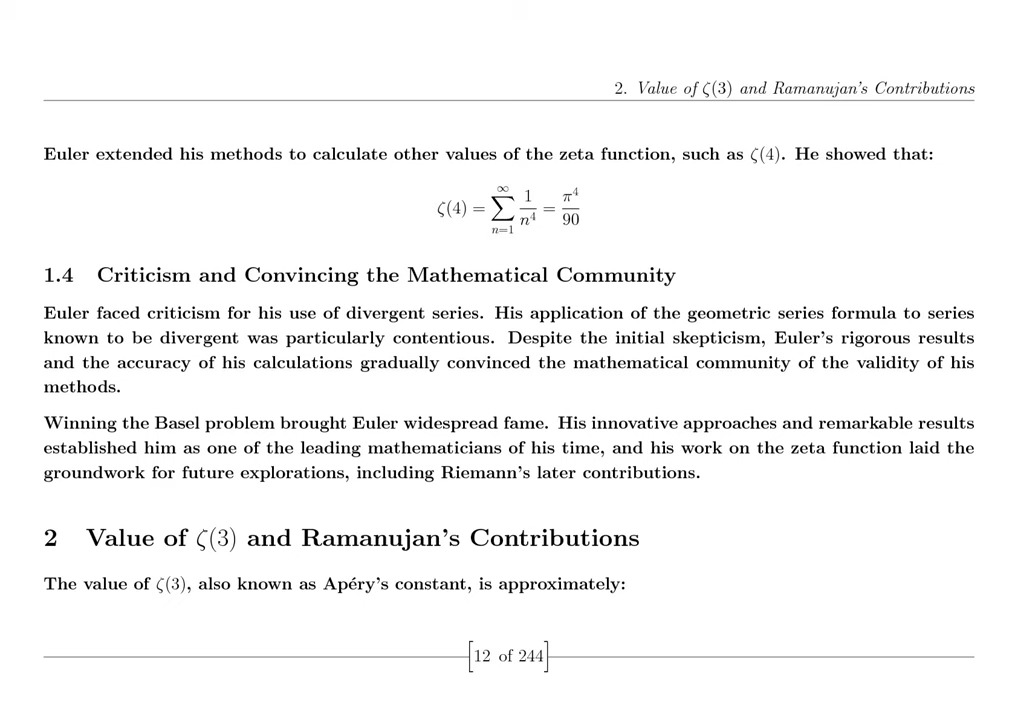 2. Value of ζ(3) and Ramanujan's Contributions
Euler extended his methods to calculate other values of the zeta function, such as ζ(4). He showed that:
ζ(4) = ∑_{n=1}^{∞} 1/n⁴ = π⁴/90
1.4 Criticism and Convincing the Mathematical Community
Euler faced criticism for his use of divergent series. His application of the geometric series formula to series
known to be divergent was particularly contentious. Despite the initial skepticism, Euler's rigorous results
and the accuracy of his calculations gradually convinced the mathematical community of the validity of his
methods.
Winning the Basel problem brought Euler widespread fame. His innovative approaches and remarkable results
established him as one of the leading mathematicians of his time, and his work on the zeta function laid the
groundwork for future explorations, including Riemann's later contributions.
2 Value of ζ(3) and Ramanujan's Contributions
The value of ζ(3), also known as Apéry's constant, is approximately:
[12 of 244]